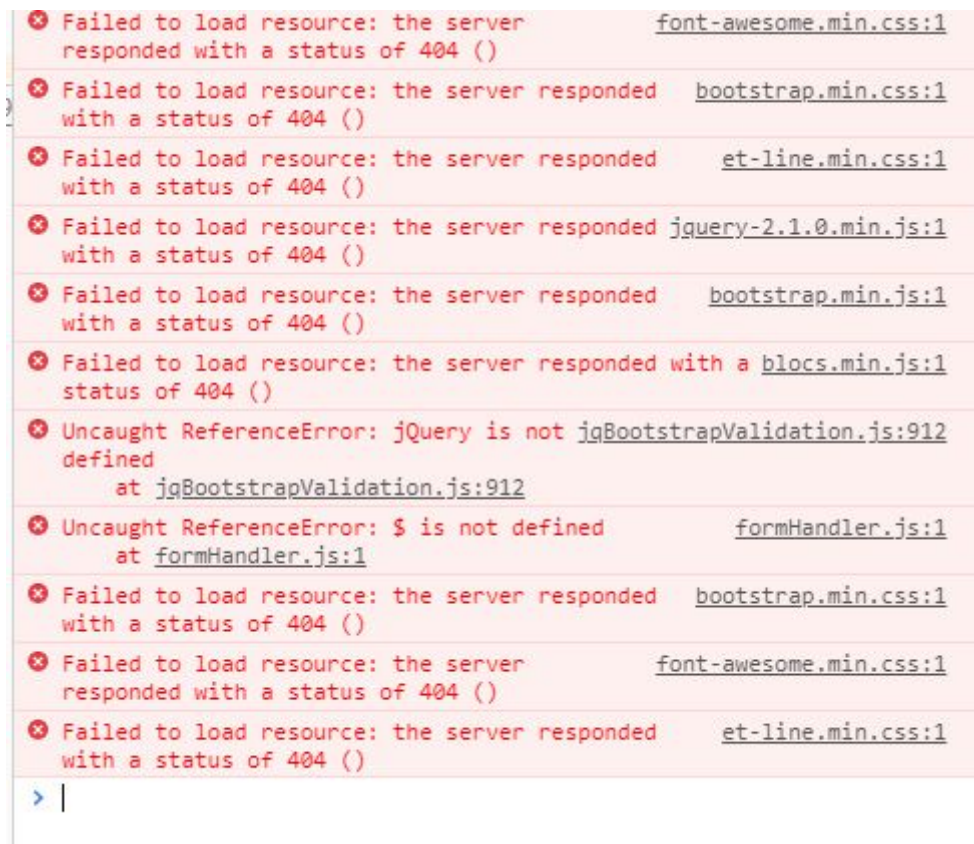 Failed to load resource: the server font-awesome.min.css:1
responded with a status of 404 ()
Failed to load resource: the server responded bootstrap.min.css:1
with a status of 404 ()
Failed to load resource: the server responded et-line.min.css:1
with a status of 404 ()
Failed to load resource: the server responded jquery-2.1.0.min.js:1
with a status of 404 ()
Failed to load resource: the server responded bootstrap.min.js:1
with a status of 404 ()
Failed to load resource: the server responded with a blocs.min.js:1
status of 404 ()
Uncaught ReferenceError: jQuery is not jqBootstrapValidation.js:912
defined
at jqBootstrapValidation.js:912
Uncaught ReferenceError: $ is not defined formHandler.js:1
at formHandler.js:1
Failed to load resource: the server responded bootstrap.min.css:1
with a status of 404 ()
Failed to load resource: the server font-awesome.min.css:1
responded with a status of 404 ()
Failed to load resource: the server responded et-line.min.css:1
with a status of 404 ()
>